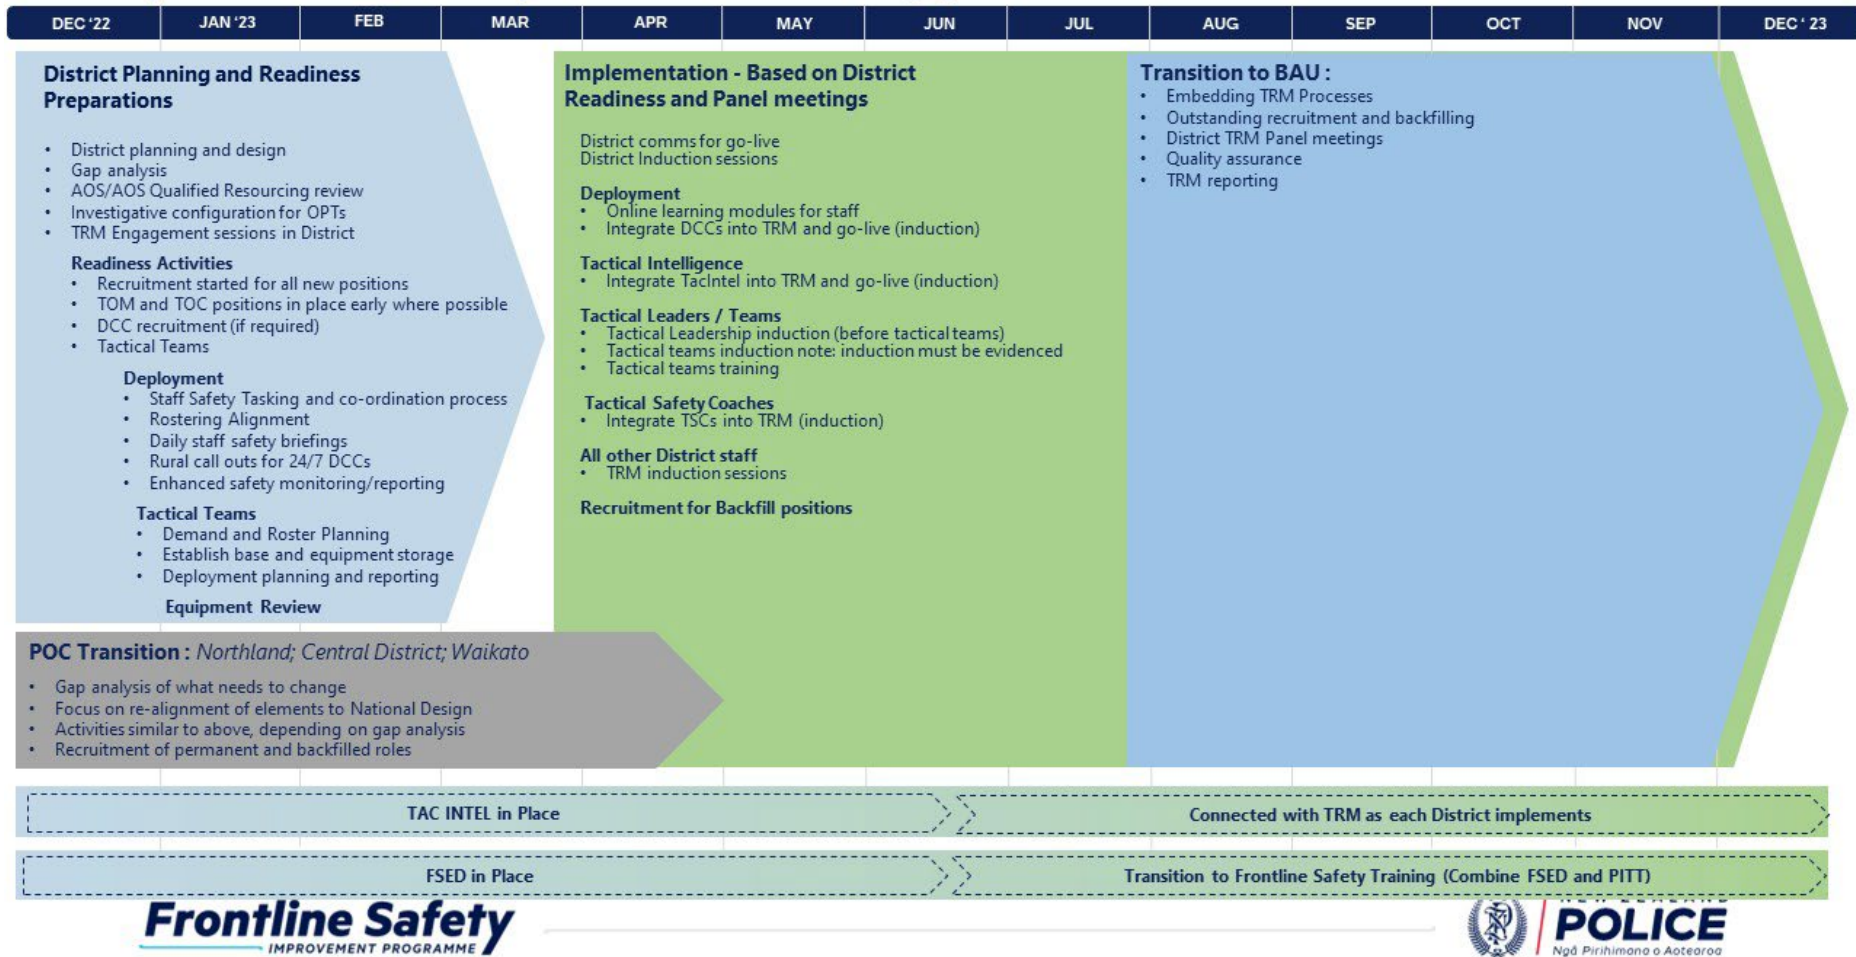 DEC '22 JAN '23 FEB MAR APR MAY JUN JUL AUG SEP OCT NOV DEC ' 23
District Planning and Readiness
Preparations
• District planning and design
• Gap analysis
• AOS/AOS Qualified Resourcing review
• Investigative configuration for OPTs
• TRM Engagement sessions in District
Readiness Activities
• Recruitment started for all new positions
• TOM and TOC positions in place early where possible
• DCC recruitment (if required)
• Tactical Teams
Deployment
• Staff Safety Tasking and co-ordination process
• Rostering Alignment
• Daily staff safety briefings
• Rural call outs for 24/7 DCCs
• Enhanced safety monitoring/reporting
Tactical Teams
• Demand and Roster Planning
• Establish base and equipment storage
• Deployment planning and reporting
Equipment Review
Implementation - Based on District
Readiness and Panel meetings
District comms for go-live
District Induction sessions
Deployment
• Online learning modules for staff
• Integrate DCCs into TRM and go-live (induction)
Tactical Intelligence
• Integrate TacIntel into TRM and go-live (induction)
Tactical Leaders / Teams
• Tactical Leadership induction (before tactical teams)
• Tactical teams induction note: induction must be evidenced
• Tactical teams training
Tactical Safety Coaches
• Integrate TSCs into TRM (induction)
All other District staff
• TRM induction sessions
Recruitment for Backfill positions
Transition to BAU :
• Embedding TRM Processes
• Outstanding recruitment and backfilling
• District TRM Panel meetings
• Quality assurance
• TRM reporting
POC Transition : Northland; Central District; Waikato
• Gap analysis of what needs to change
• Focus on re-alignment of elements to National Design
• Activities similar to above, depending on gap analysis
• Recruitment of permanent and backfilled roles
TAC INTEL in Place
Connected with TRM as each District implements
FSED in Place
Transition to Frontline Safety Training (Combine FSED and PITT)
Frontline Safety
IMPROVEMENT PROGRAMME
NEW ZEALAND
POLICE
Ngā Pirihimana o Aotearoa